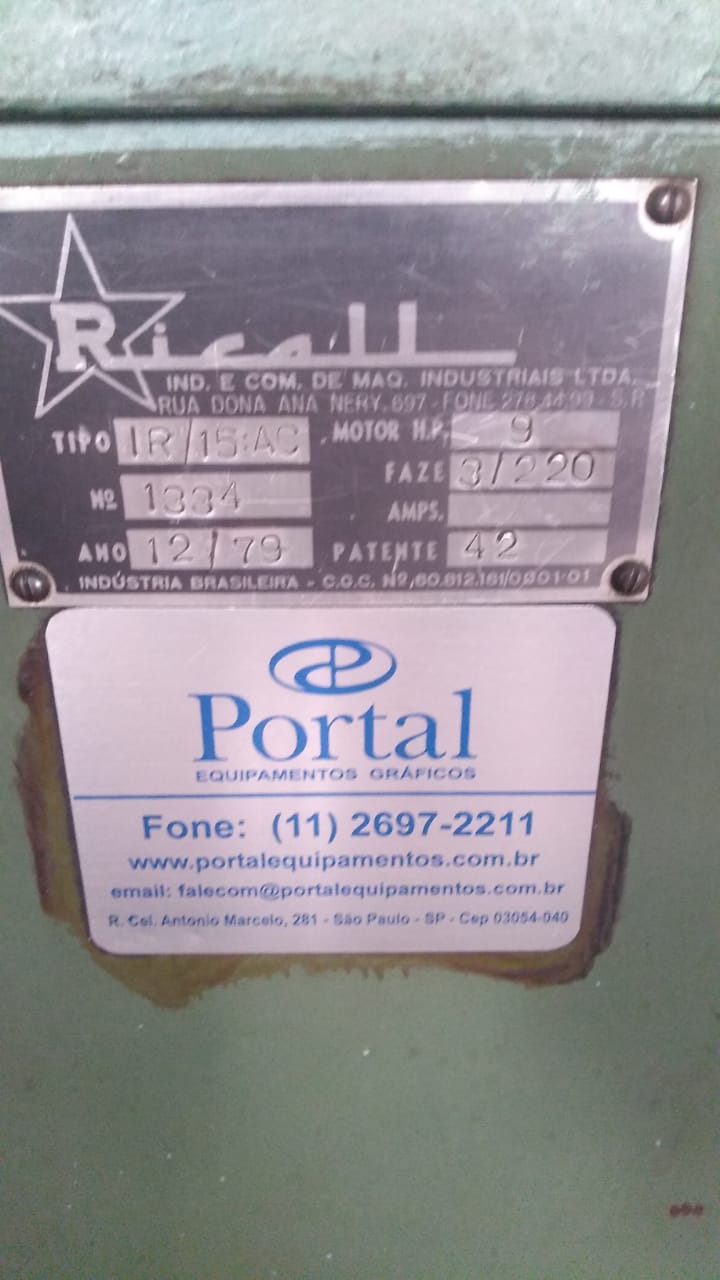 Ricall
IND. E COM. DE MAQ. INDUSTRIAIS LTDA.
RUA DONA ANA NERY, 697 - FONE 278-44-99 - S.P.
TIPO IR/15:AC MOTOR H.P. 9
FAZE 3/220
Nº 1334
AMPS.
ANO 12/79 PATENTE 42
INDÚSTRIA BRASILEIRA - C.G.C. Nº 60.812.161/0001-01
Portal
EQUIPAMENTOS GRÁFICOS
Fone: (11) 2697-2211
www.portalequipamentos.com.br
email: falecom@portalequipamentos.com.br
R. Cel. Antonio Marcelo, 281 - São Paulo - SP - Cep 03054-040